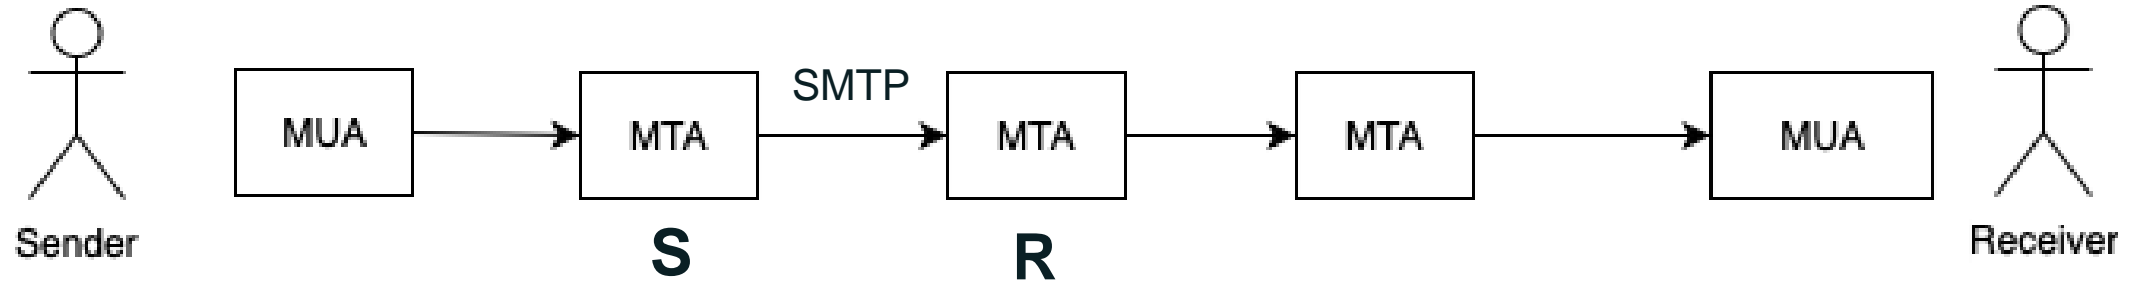 SMTP
MUA
MTA
MTA
MTA
MUA
Sender
S
R
Receiver